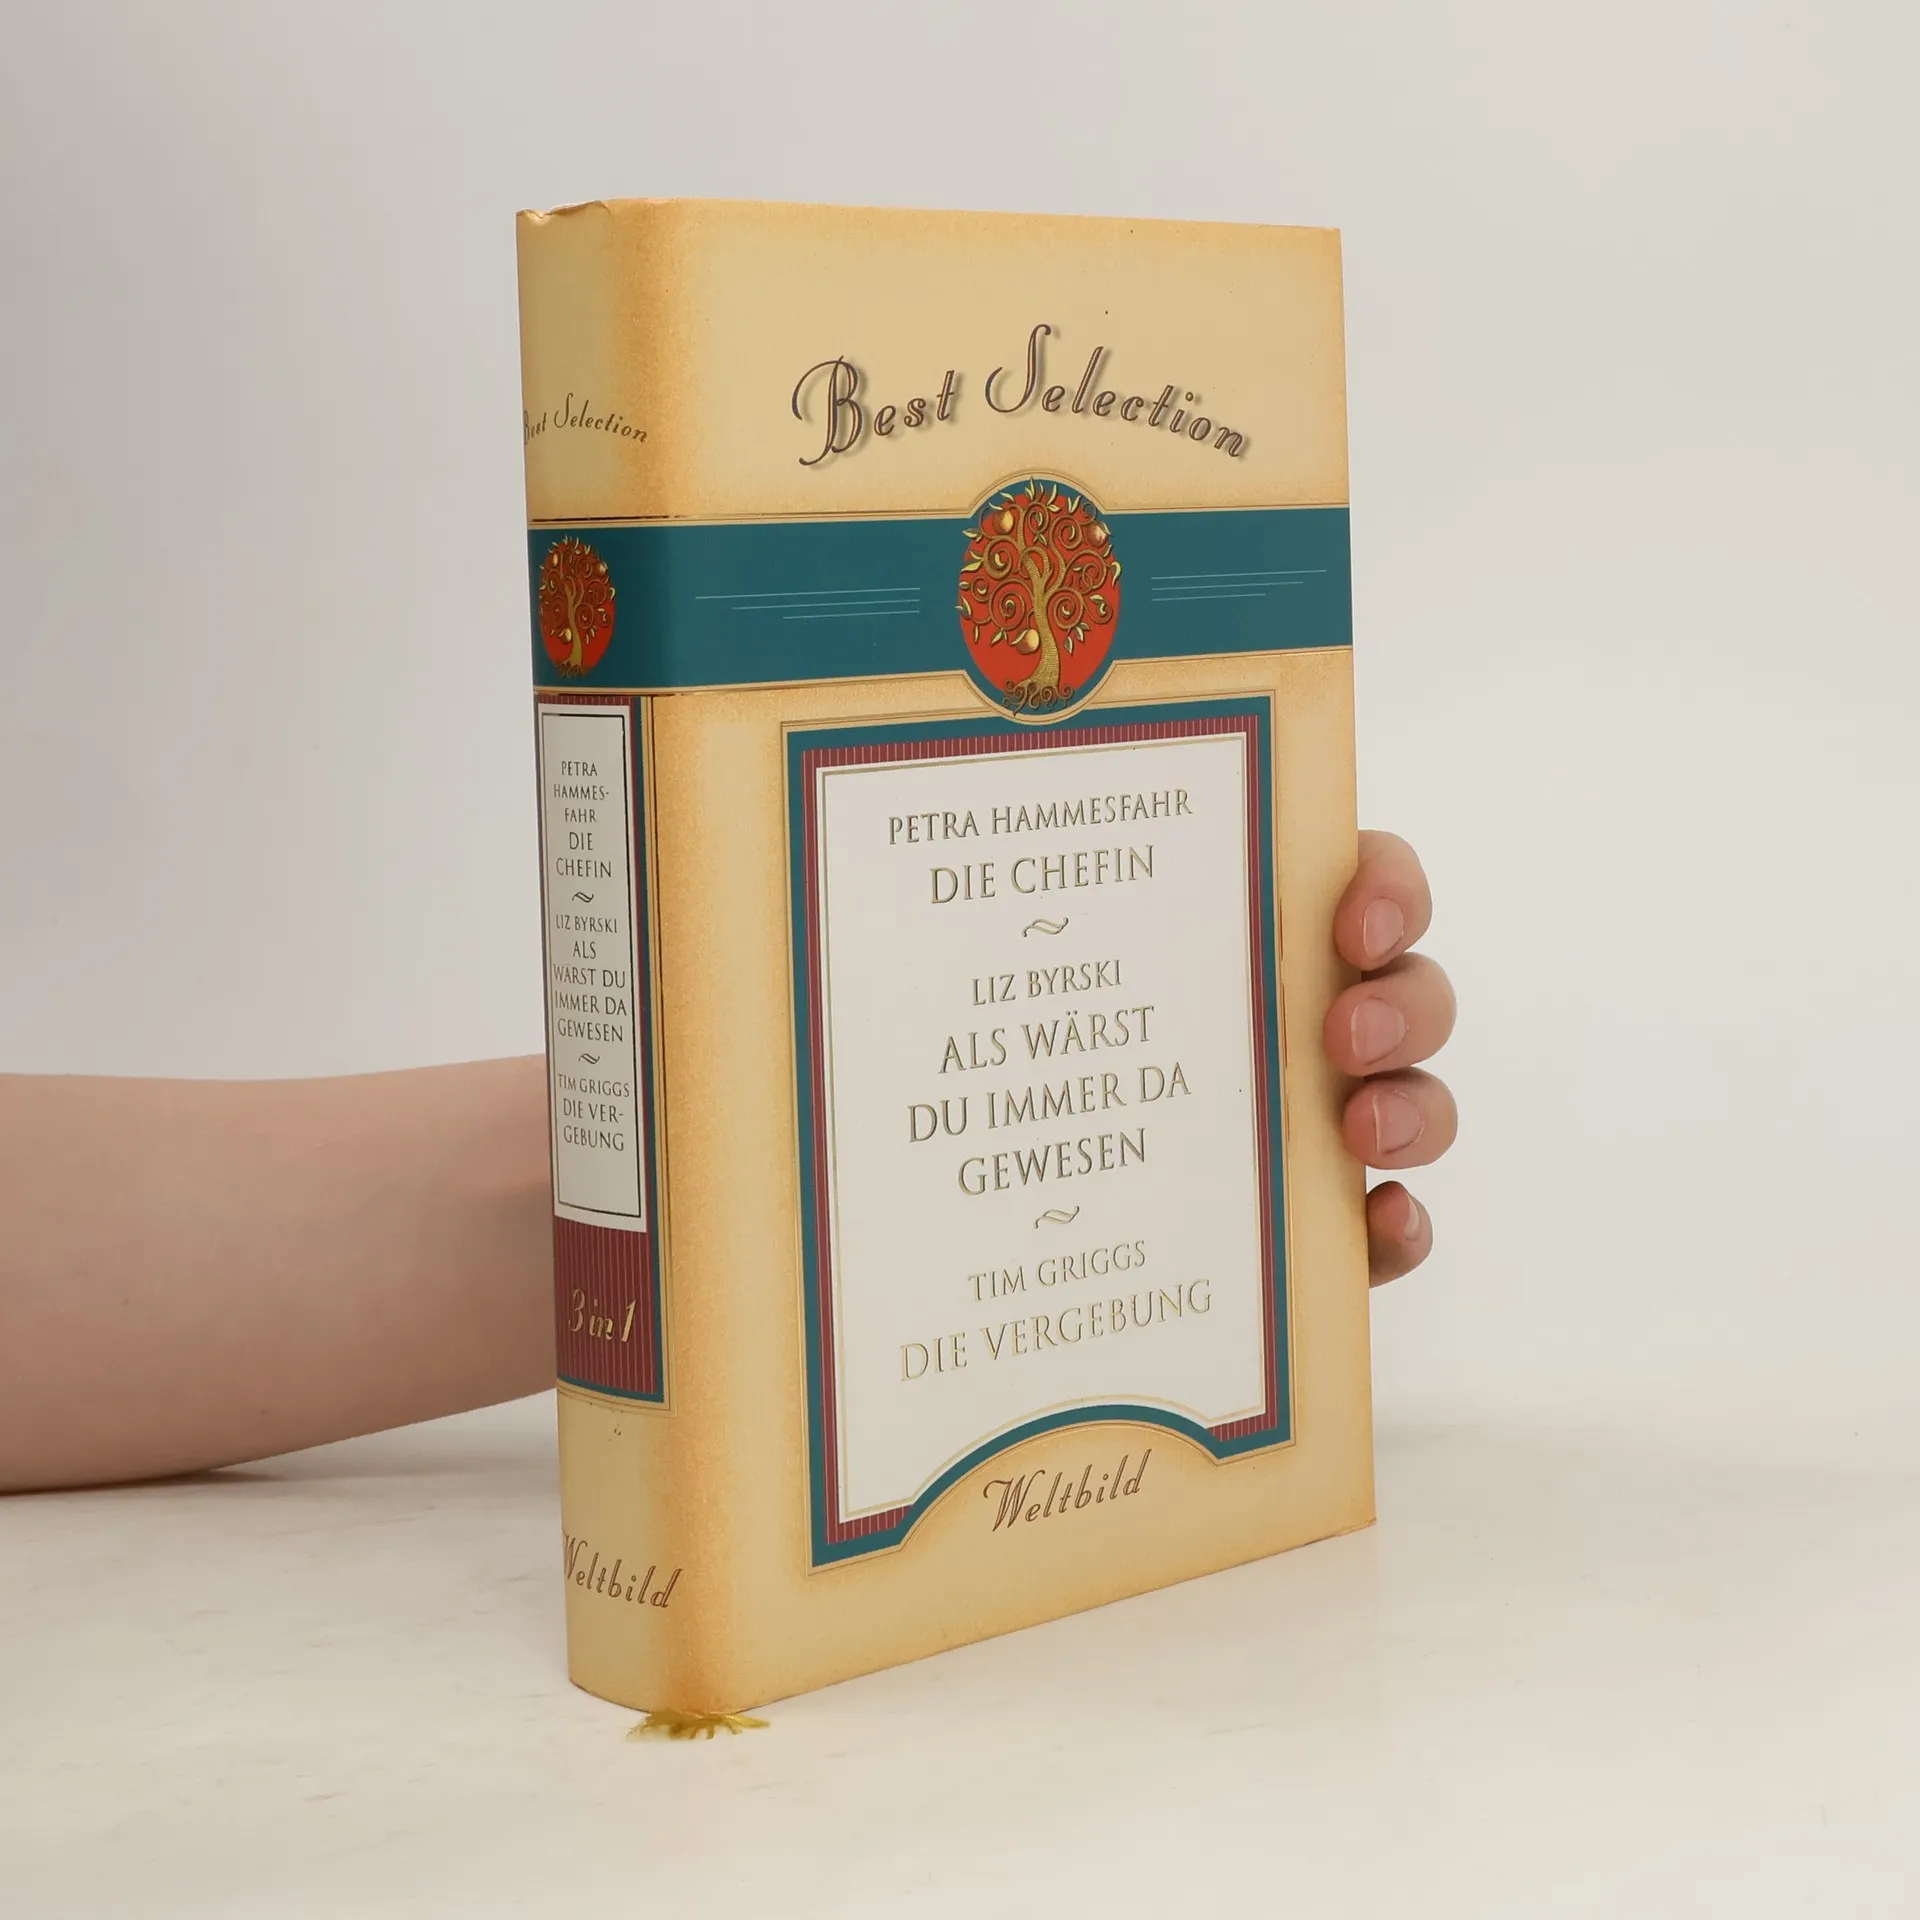 Best Selection
PETRA
HAMMES-
FAHR
DIE
CHEFIN
LIZ BYRSKI
ALS
WÄRST DU
IMMER DA
GEWESEN
TIM GRIGGS
DIE VER-
GEBUNG
3 in 1
Weltbild
Best Selection
PETRA HAMMESFAHR
DIE CHEFIN
LIZ BYRSKI
ALS WÄRST
DU IMMER DA
GEWESEN
TIM GRIGGS
DIE VERGEBUNG
Weltbild